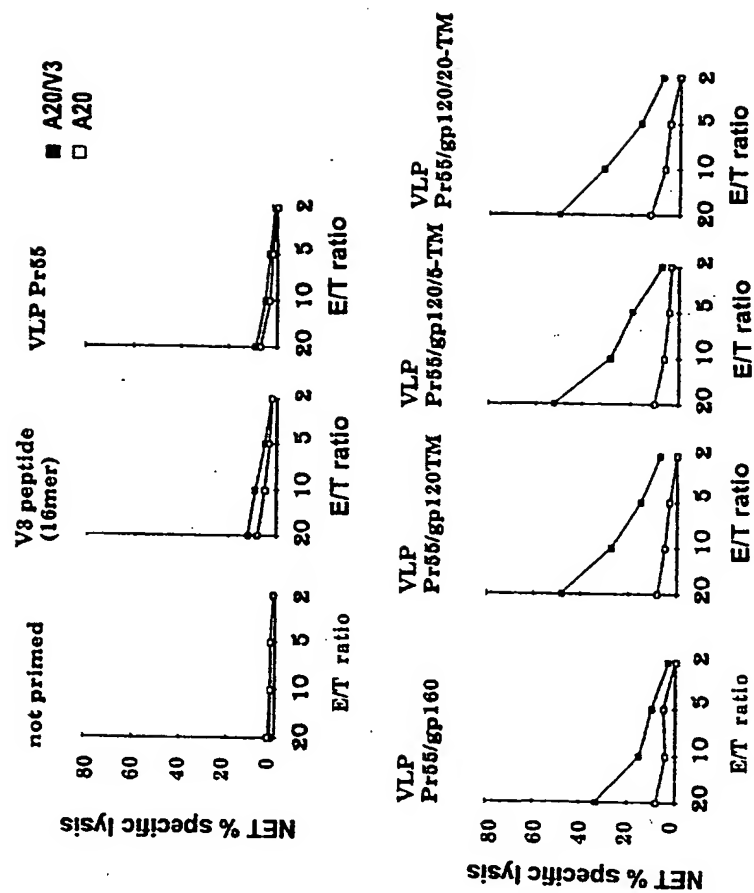 A20/V3
A20
not primed
V3 peptide
(16mer)
VLP Pr55
NET % specific lysis
80
60
40
20
0
20 10 5 2
E/T ratio
20 10 5 2
E/T ratio
20 10 5 2
E/T ratio
VLP
Pr55/gp160
VLP
Pr55/gp120TM
VLP
Pr55/gp120/5-TM
VLP
Pr55/gp120/20-TM
NET % specific lysis
80
60
40
20
0
20 10 5 2
E/T ratio
20 10 5 2
E/T ratio
20 10 5 2
E/T ratio
20 10 5 2
E/T ratio